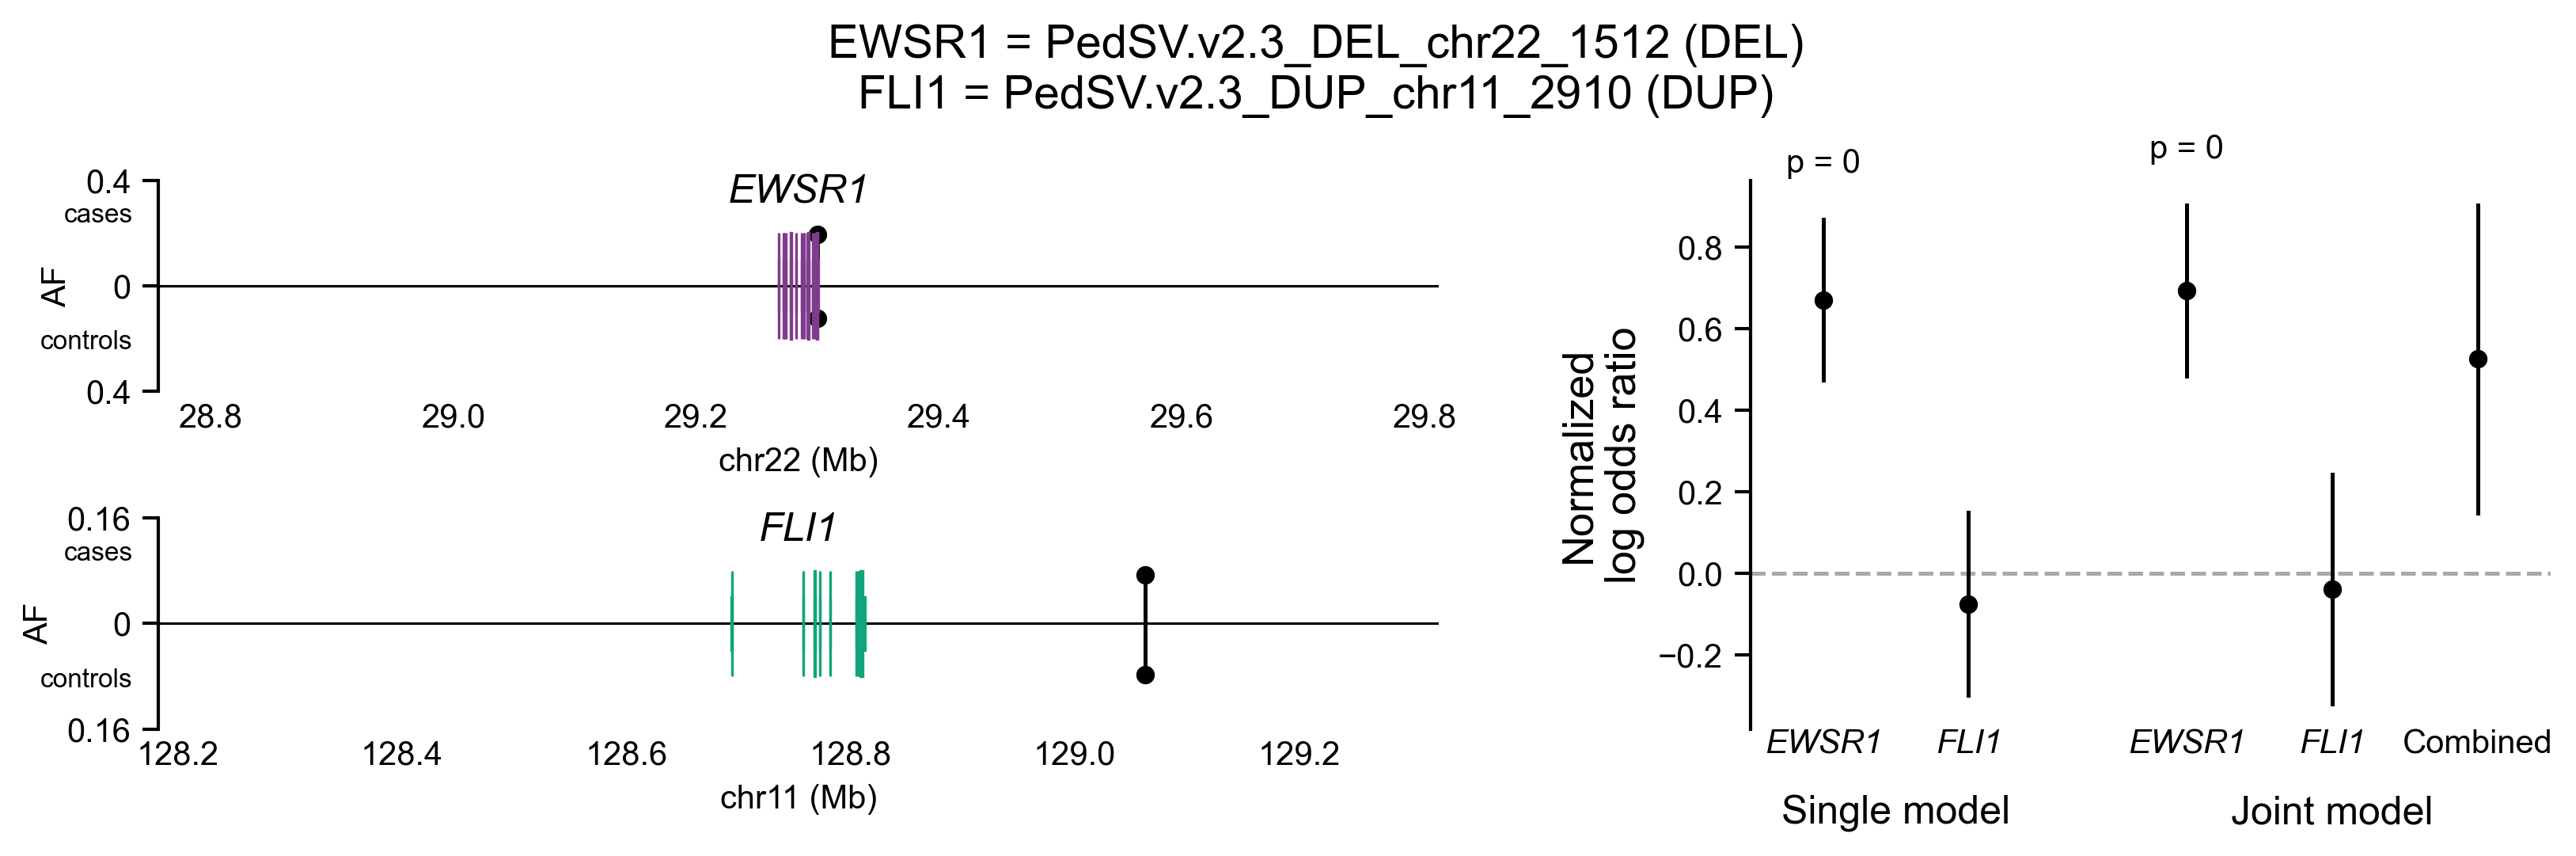 EWSR1 = PedSV.v2.3_DEL_chr22_1512 (DEL)
FLI1 = PedSV.v2.3_DUP_chr11_2910 (DUP)
EWSR1
0.4
cases
0
controls
0.4
AF
28.8 29.0 29.2 29.4 29.6 29.8
chr22 (Mb)
FLI1
0.16
cases
0
controls
0.16
AF
128.2 128.4 128.6 128.8 129.0 129.2
chr11 (Mb)
p = 0 p = 0
Normalized
log odds ratio
0.8
0.6
0.4
0.2
0.0
−0.2
EWSR1 FLI1 EWSR1 FLI1 Combined
Single model Joint model